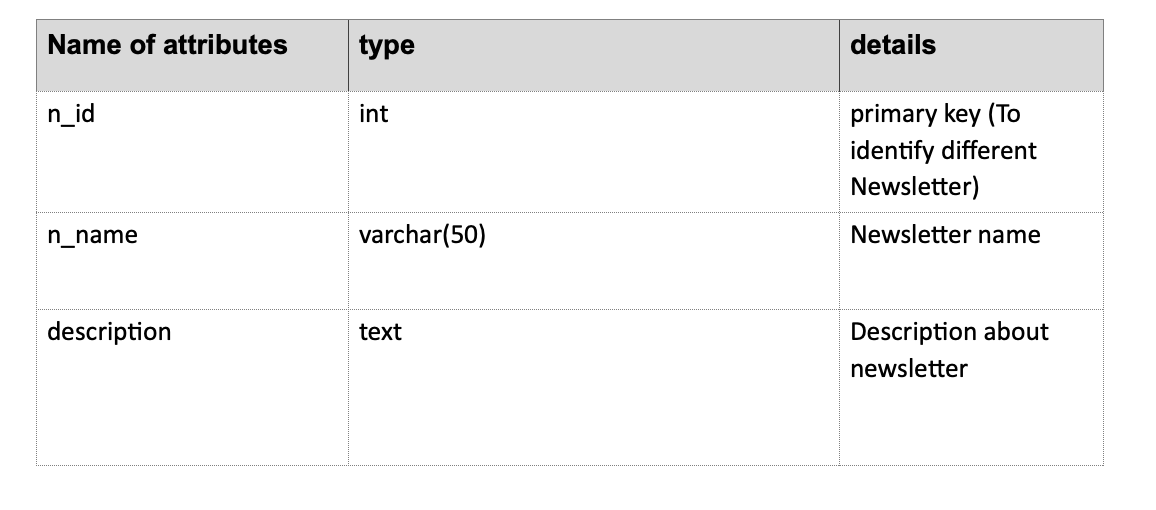 Name of attributes type details
n_id int primary key (To
identify different
Newsletter)
n_name varchar(50) Newsletter name
description text Description about
newsletter